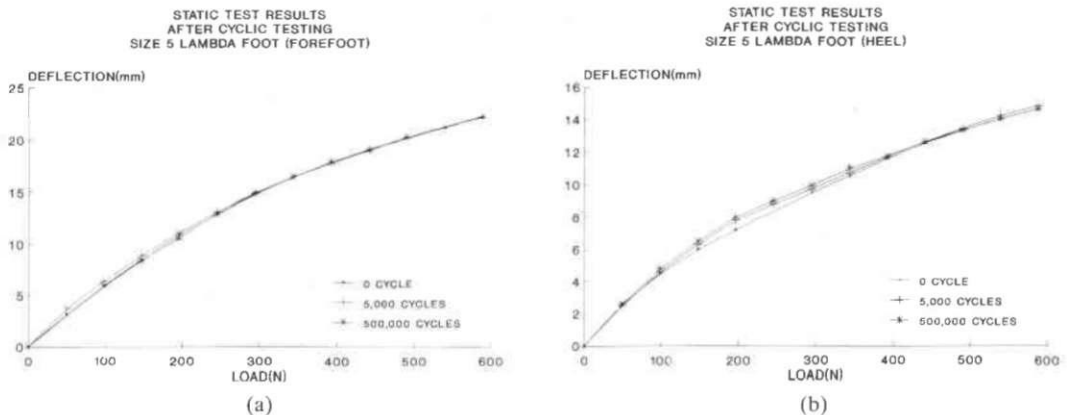 STATIC TEST RESULTS
AFTER CYCLIC TESTING
SIZE 5 LAMBDA FOOT (FOREFOOT)
DEFLECTION(mm)
25
20
15
10
5
0
0 CYCLE
5,000 CYCLES
500,000 CYCLES
0 100 200 300 400 500 600
LOAD(N)
(a)
STATIC TEST RESULTS
AFTER CYCLIC TESTING
SIZE 5 LAMBDA FOOT (HEEL)
DEFLECTION(mm)
16
14
12
10
8
6
4
2
0
0 CYCLE
5,000 CYCLES
500,000 CYCLES
0 100 200 300 400 500 600
LOAD(N)
(b)